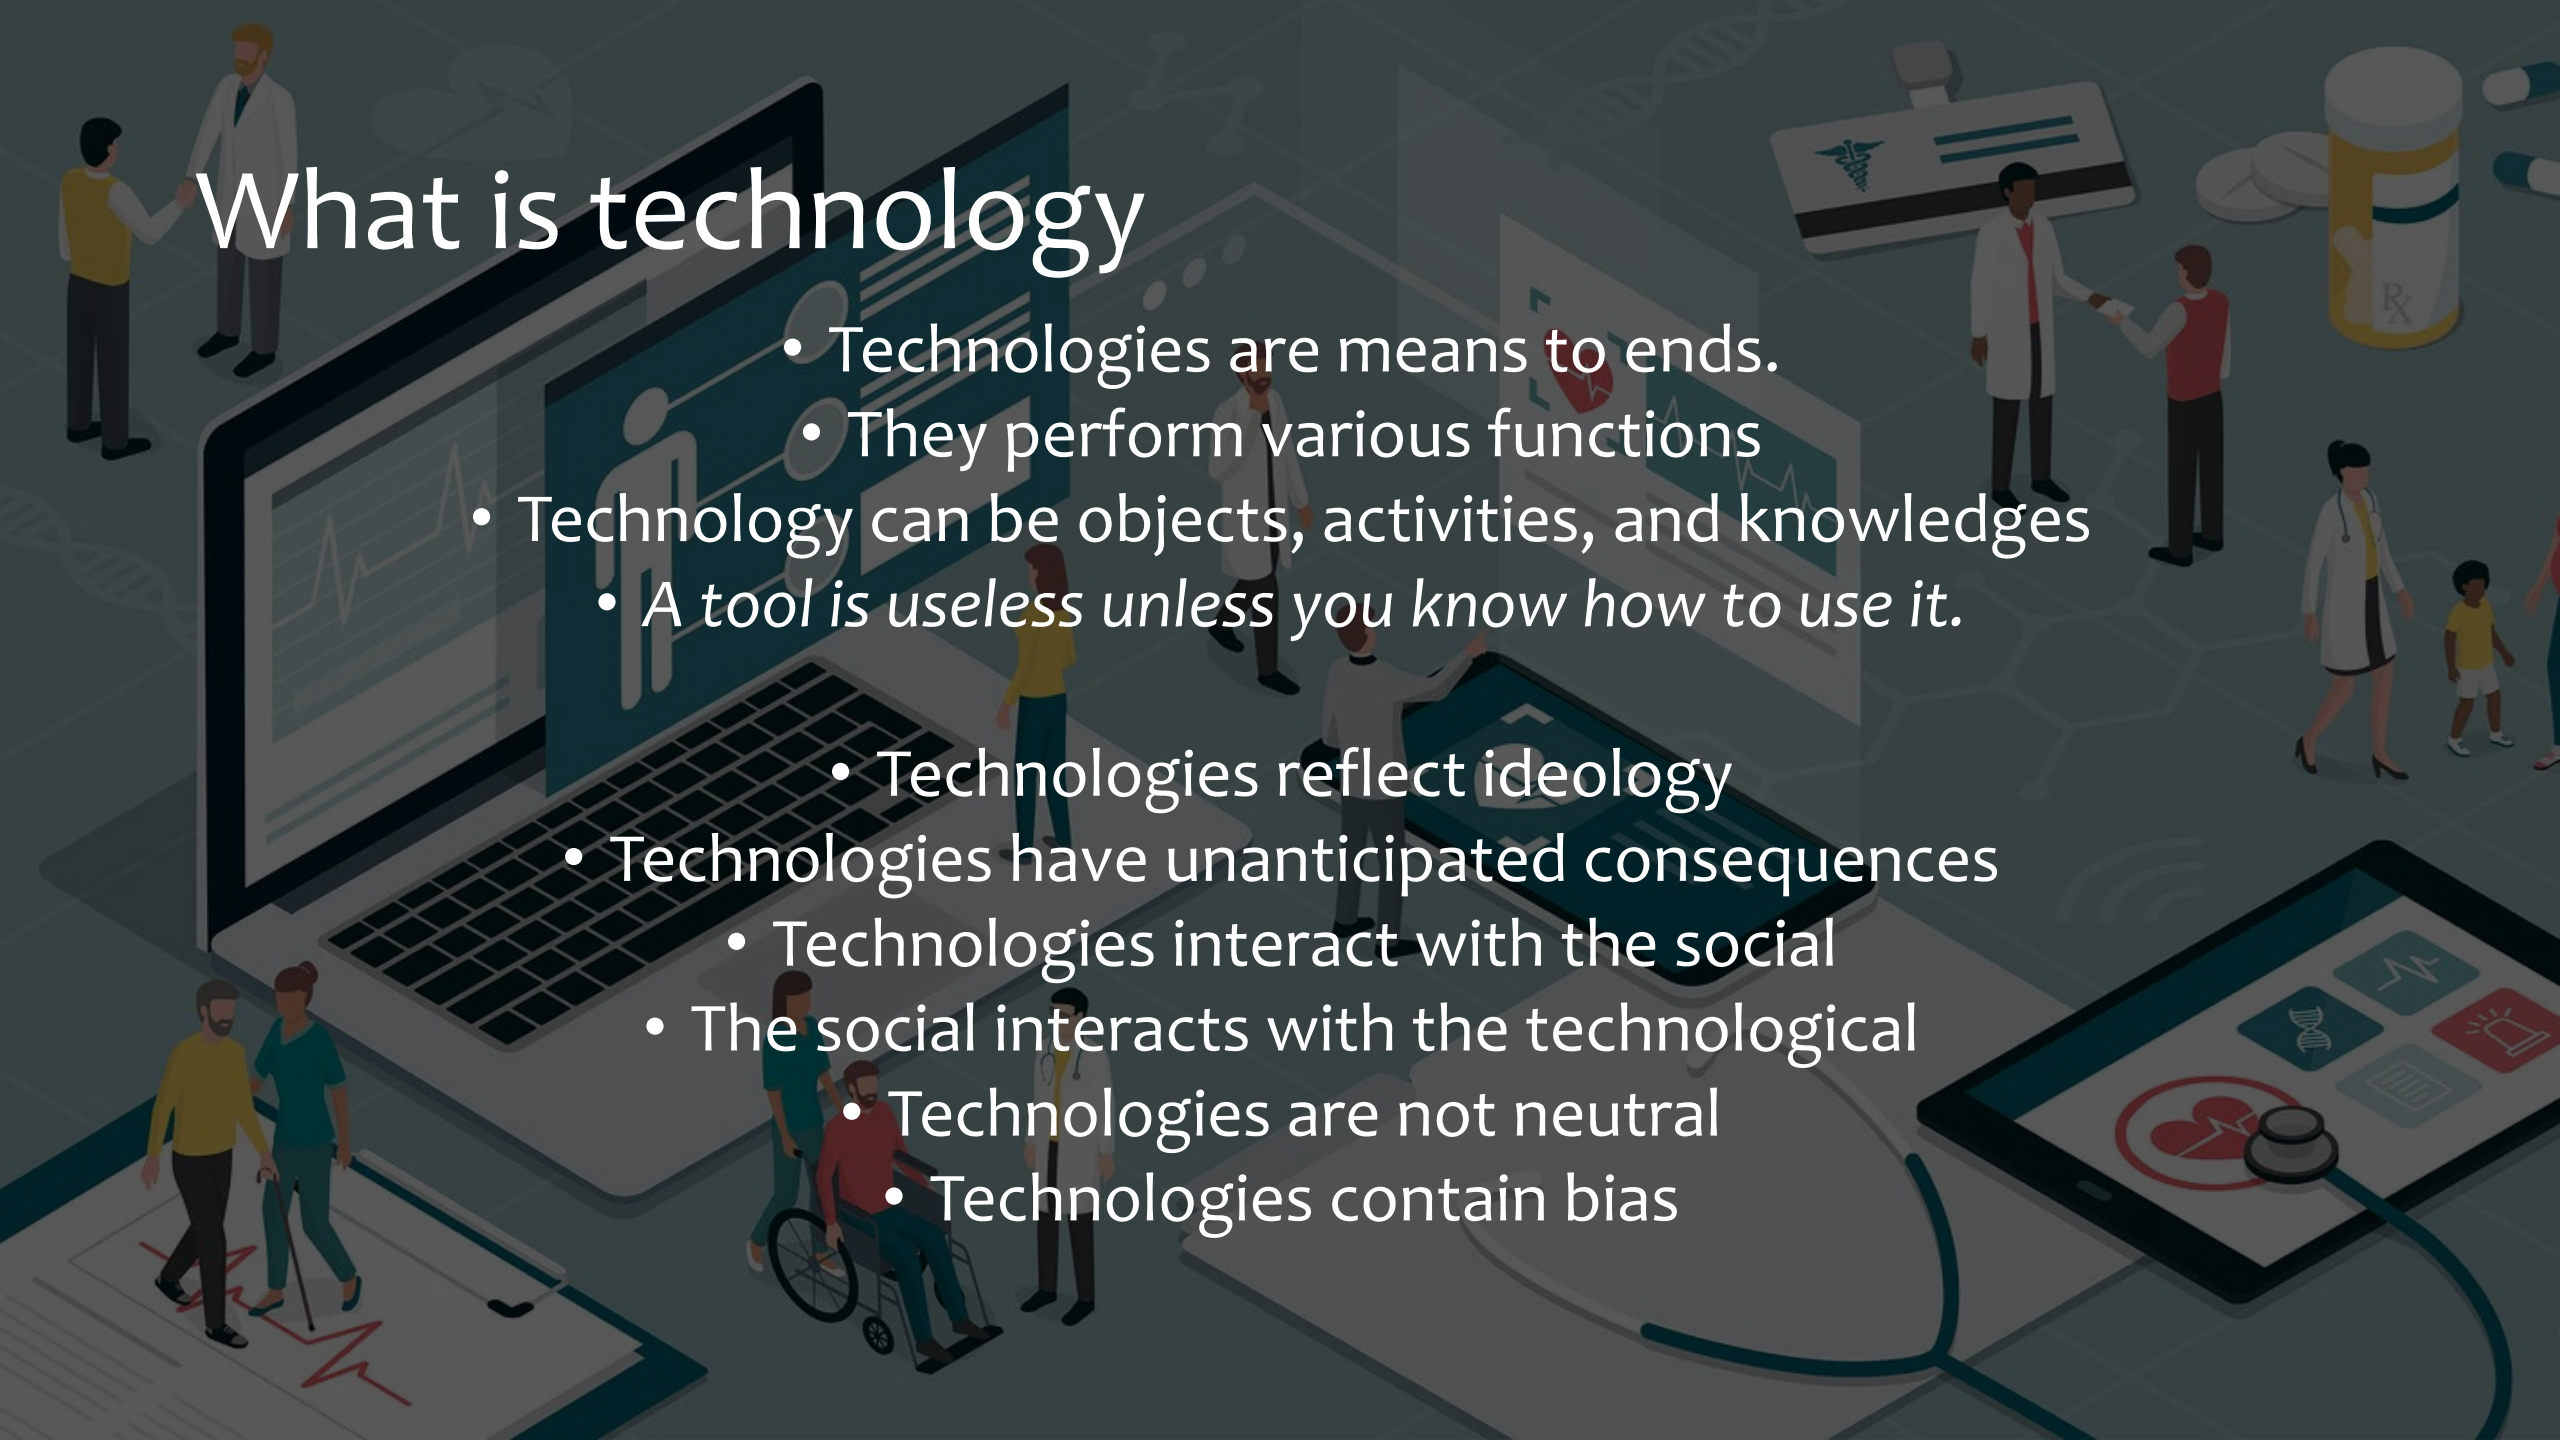 What is technology
• Technologies are means to ends.
• They perform various functions
• Technology can be objects, activities, and knowledges
• A tool is useless unless you know how to use it.
• Technologies reflect ideology
• Technologies have unanticipated consequences
• Technologies interact with the social
• The social interacts with the technological
• Technologies are not neutral
• Technologies contain bias
Rx